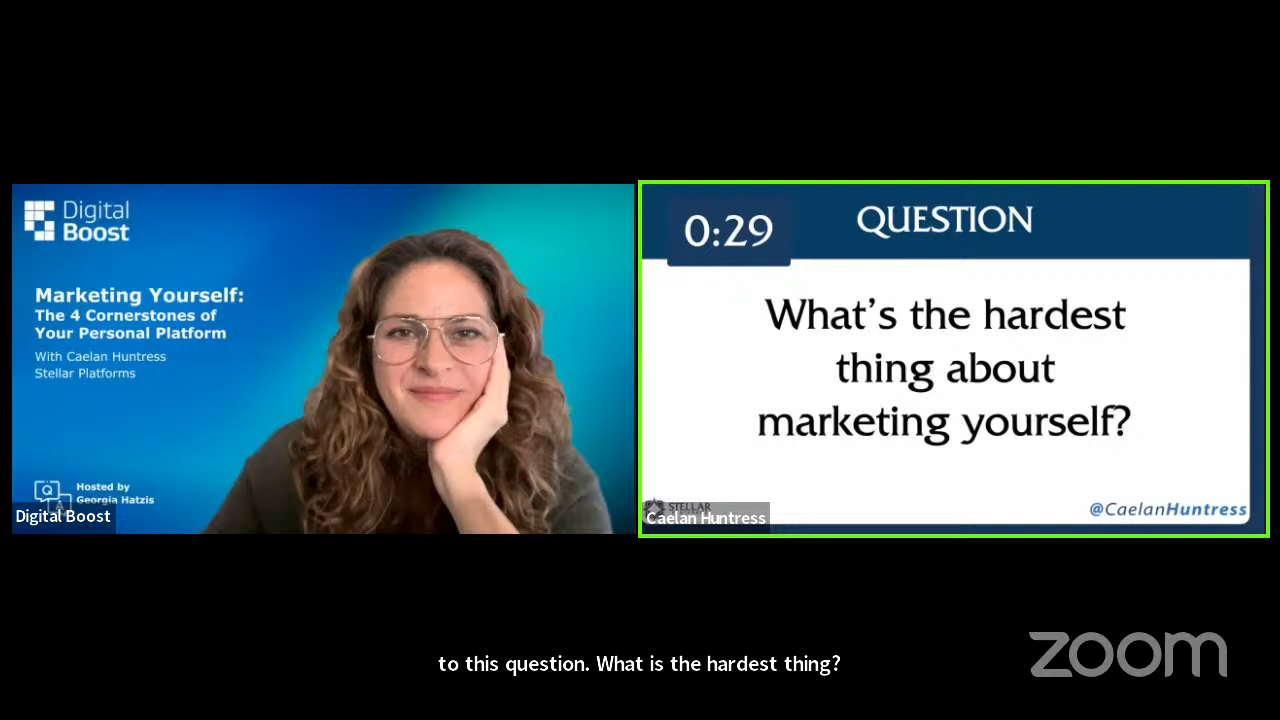 Digital
Boost
Marketing Yourself:
The 4 Cornerstones of
Your Personal Platform
With Caelan Huntress
Stellar Platforms
Q
A
Hosted by
Georgia Hatzis
Digital Boost
0:29
QUESTION
What's the hardest
thing about
marketing yourself?
STELLAR
Caelan Huntress
@CaelanHuntress
to this question. What is the hardest thing?
zoom